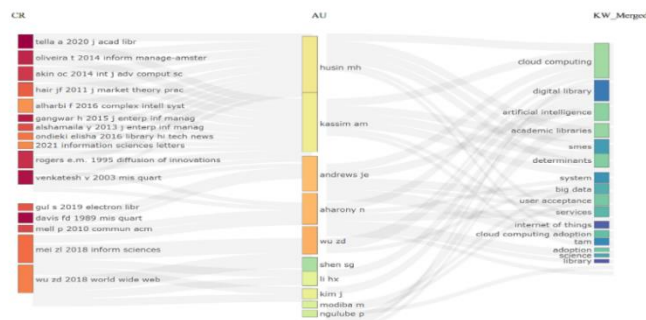 CR
AU
KW_Merged
tella a 2020 j acad libr
oliveira t 2014 inform manage-amster
akin oc 2014 int j adv comput sc
hair jf 2011 j market theory prac
alharbi f 2016 complex intell syst
gangwar h 2015 j enterp inf manag
alshamaila y 2013 j enterp inf manag
ondieki elisha 2016 library hi tech news
2021 information sciences letters
rogers e.m. 1995 diffusion of innovations
venkatesh v 2003 mis quart
gul s 2019 electron libr
davis fd 1989 mis quart
mell p 2010 commun acm
mei zl 2018 inform sciences
wu zd 2018 world wide web
husin mh
kassim am
andrews je
aharony n
wu zd
shen sg
li hx
kim j
modiba m
ngulube p
cloud computing
digital library
artificial intelligence
academic libraries
smes
determinants
system
big data
user acceptance
services
internet of things
cloud computing adoption
tam
adoption
science
library